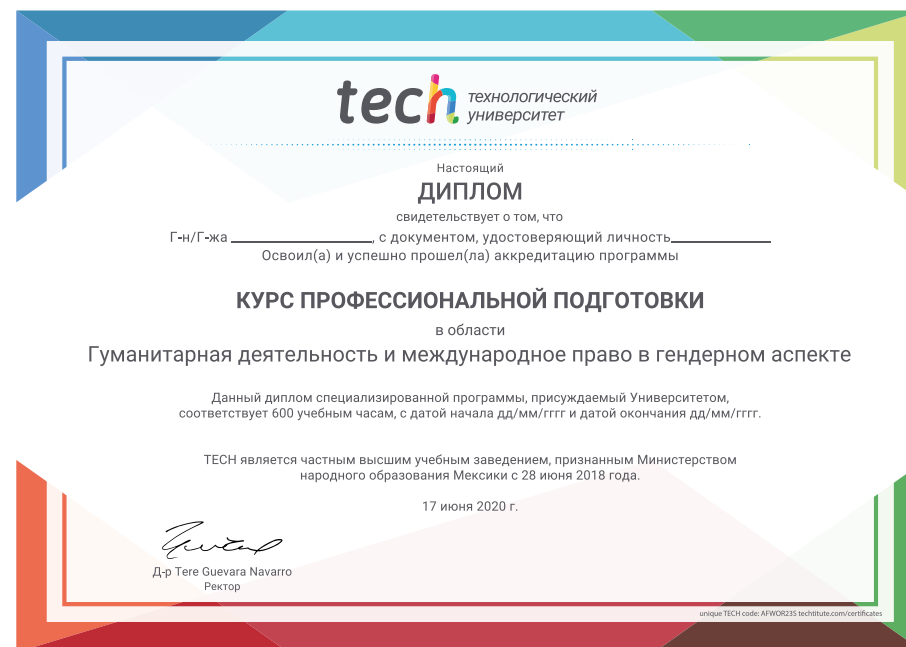 tech технологический
университет
Настоящий
ДИПЛОМ
свидетельствует о том, что
Г-н/Г-жа , с документом, удостоверяющий личность
Освоил(а) и успешно прошел(ла) аккредитацию программы
КУРС ПРОФЕССИОНАЛЬНОЙ ПОДГОТОВКИ
в области
Гуманитарная деятельность и международное право в гендерном аспекте
Данный диплом специализированной программы, присуждаемый Университетом,
соответствует 600 учебным часам, с датой начала дд/мм/гггг и датой окончания дд/мм/гггг.
TECH является частным высшим учебным заведением, признанным Министерством
народного образования Мексики с 28 июня 2018 года.
17 июня 2020 г.
Д-р Tere Guevara Navarro
Ректор
unique TECH code: AFWOR23S techtitute.com/certificates